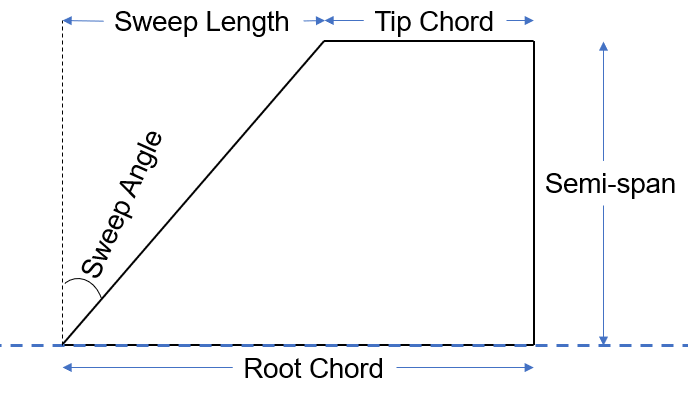 Sweep Length
Tip Chord
Sweep Angle
Semi-span
Root Chord